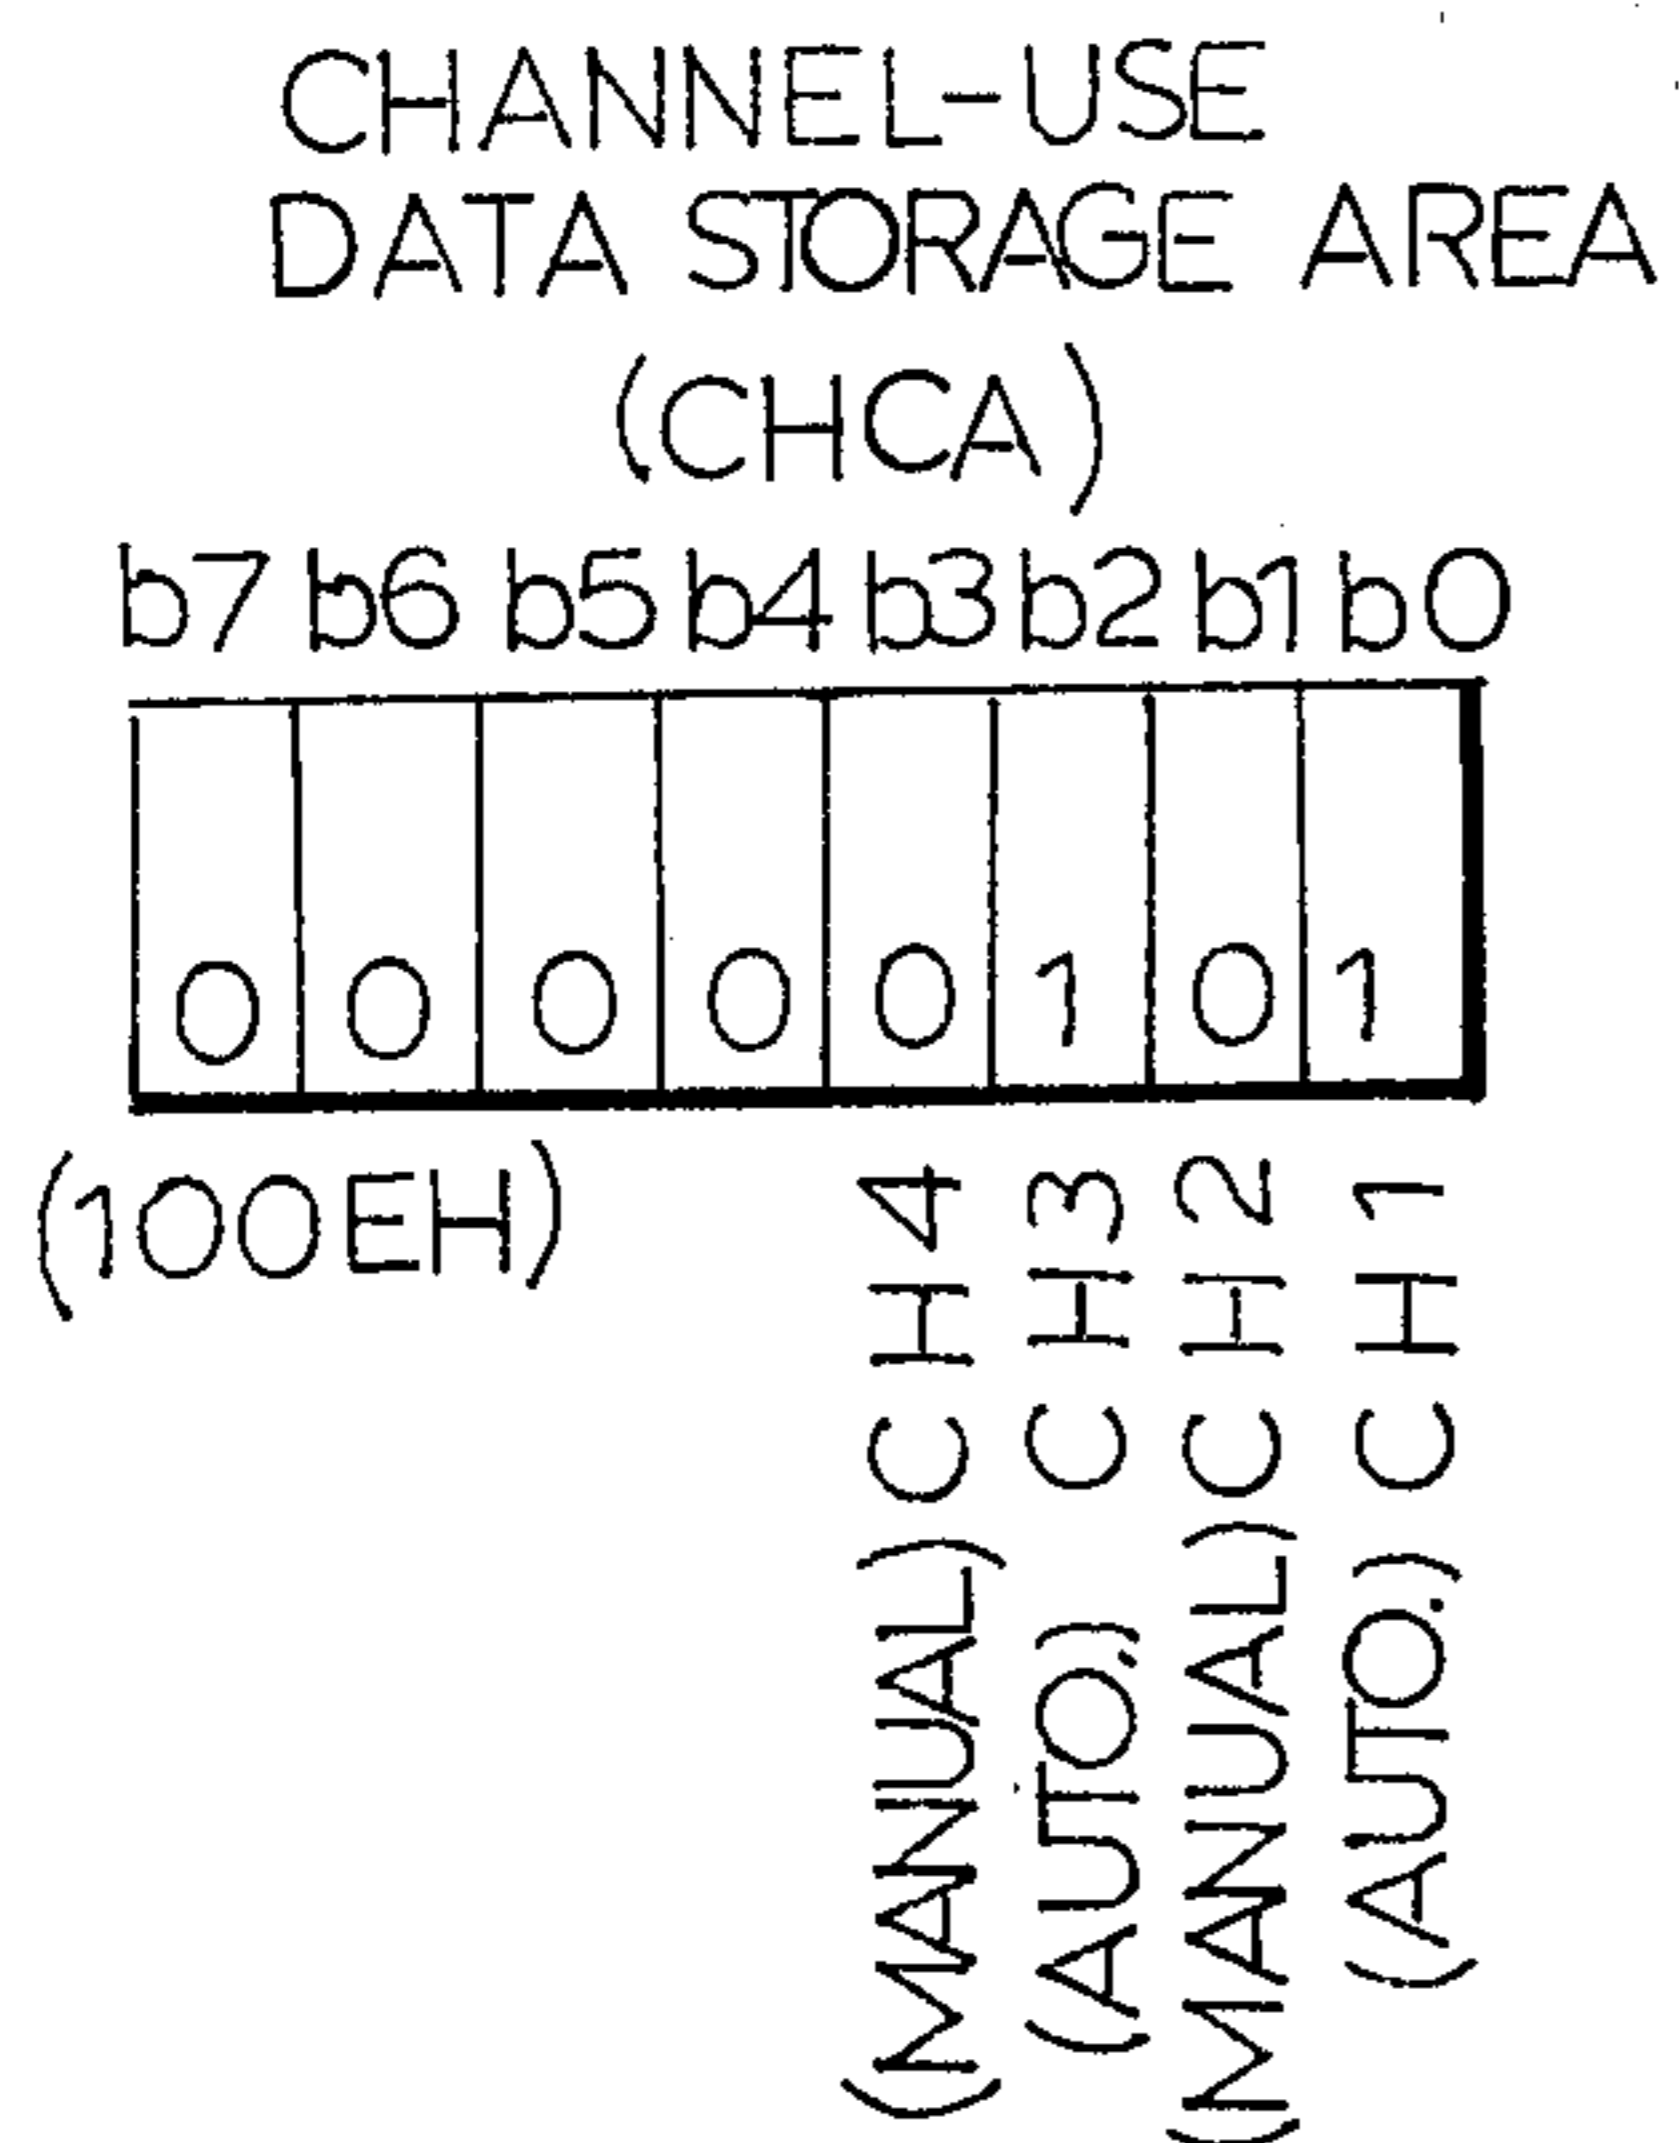 CHANNEL-USE
DATA STORAGE AREA
(CHCA)
b7 b6 b5 b4 b3 b2 b1 b0
0 0 0 0 0 1 0 1
(100EH)
(MANUAL) CH4
(AUTO.) CH3
(MANUAL) CH2
(AUTO.) CH1